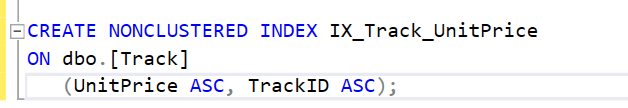 CREATE NONCLUSTERED INDEX IX_Track_UnitPrice
ON dbo.[Track]
(UnitPrice ASC, TrackID ASC);